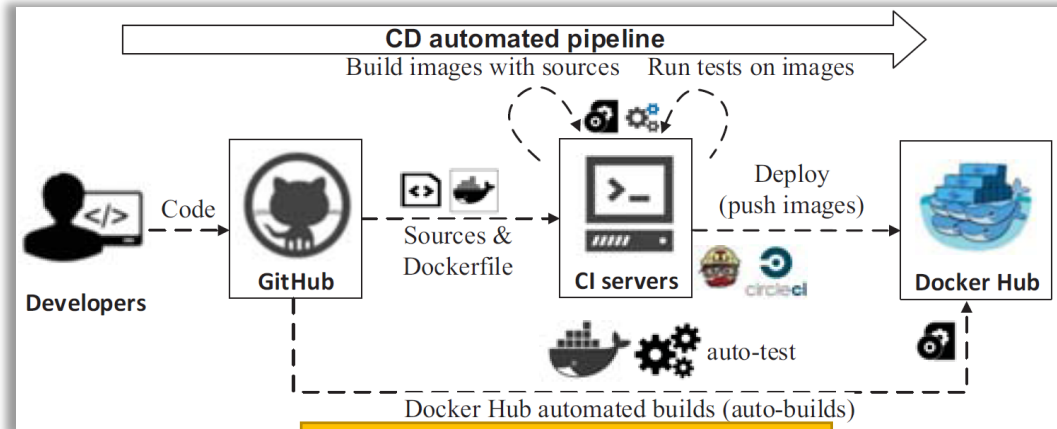 CD automated pipeline
Build images with sources
Run tests on images
Code
Sources &
Dockerfile
Deploy
(push images)
Developers
GitHub
CI servers
circleci
Docker Hub
auto-test
Docker Hub automated builds (auto-builds)